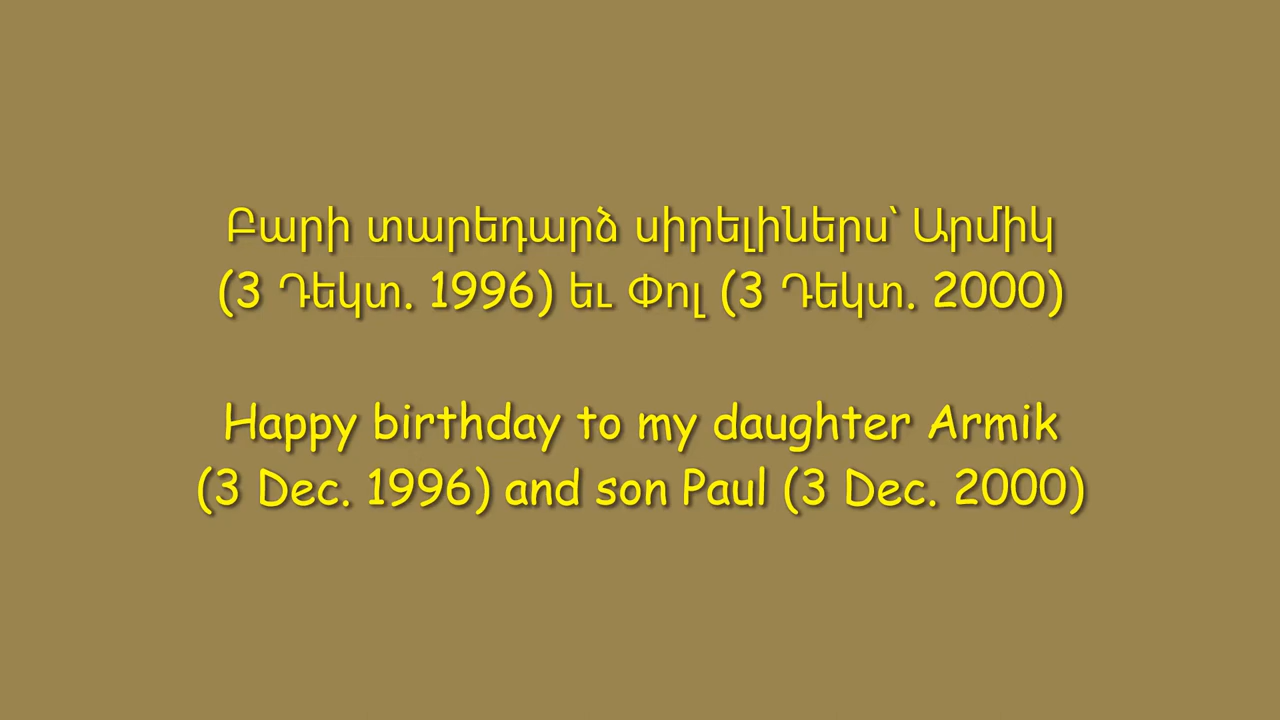 Բարի տարեդարձ սիրելիներս՝ Արմիկ
(3 Դեկտ. 1996) եւ Փոլ (3 Դեկտ. 2000)
Happy birthday to my daughter Armik
(3 Dec. 1996) and son Paul (3 Dec. 2000)